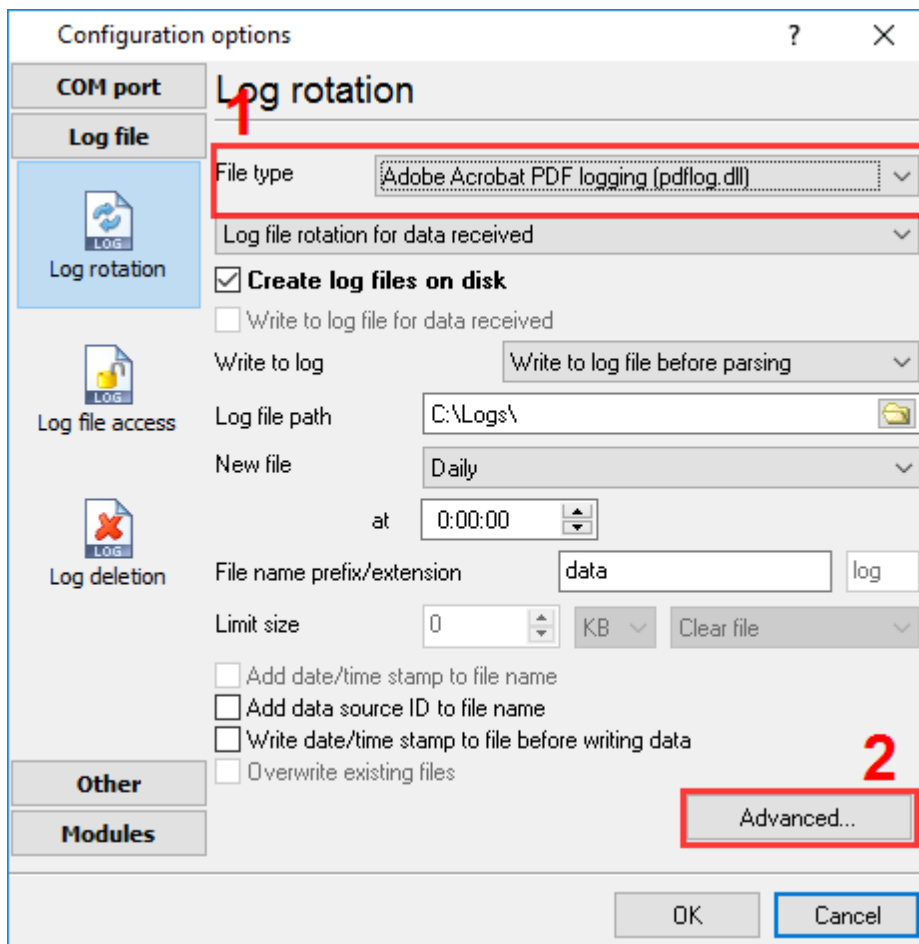 Configuration options ? 
COM port
Log file
LOG
Log rotation
LOG
Log file access
LOG
Log deletion
Other
Modules
Log rotation
1
File type Adobe Acrobat PDF logging (pdflog.dll)
Log file rotation for data received
Create log files on disk
Write to log file for data received
Write to log Write to log file before parsing
Log file path C:\Logs\
New file Daily
at 0:00:00
File name prefix/extension data log
Limit size 0 KB Clear file
Add date/time stamp to file name
Add data source ID to file name
Write date/time stamp to file before writing data
Overwrite existing files
2
Advanced...
OK Cancel